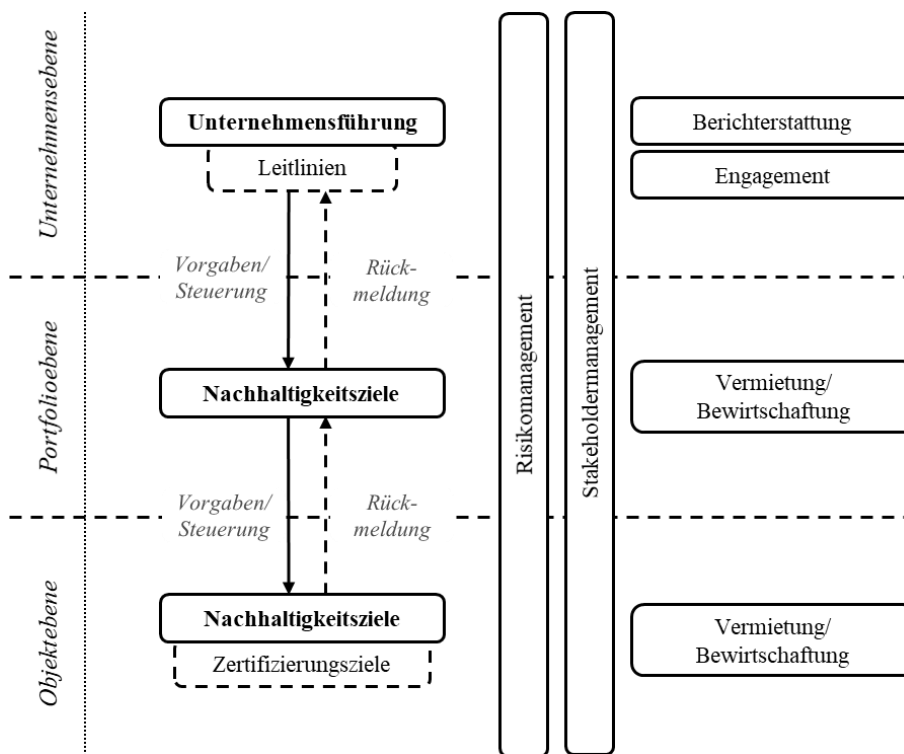 Unternehmensebene
Unternehmensführung
Leitlinien
Berichterstattung
Engagement
Vorgaben/
Steuerung
Rück-
meldung
Portfolioebene
Nachhaltigkeitsziele
Risikomanagement
Stakeholdermanagement
Vermietung/
Bewirtschaftung
Vorgaben/
Steuerung
Rück-
meldung
Objektebene
Nachhaltigkeitsziele
Zertifizierungsziele
Vermietung/
Bewirtschaftung